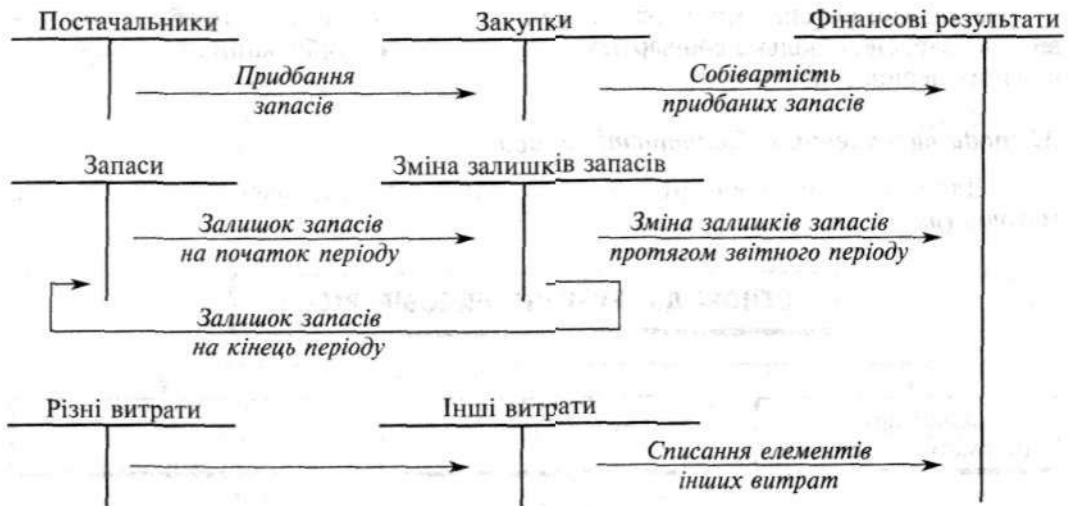 Постачальники
Закупки
Фінансові результати
Придбання
запасів
Собівартість
придбаних запасів
Запаси
Зміна залишків запасів
Залишок запасів
на початок періоду
Зміна залишків запасів
протягом звітного періоду
Залишок запасів
на кінець періоду
Різні витрати
Інші витрати
Списання елементів
інших витрат